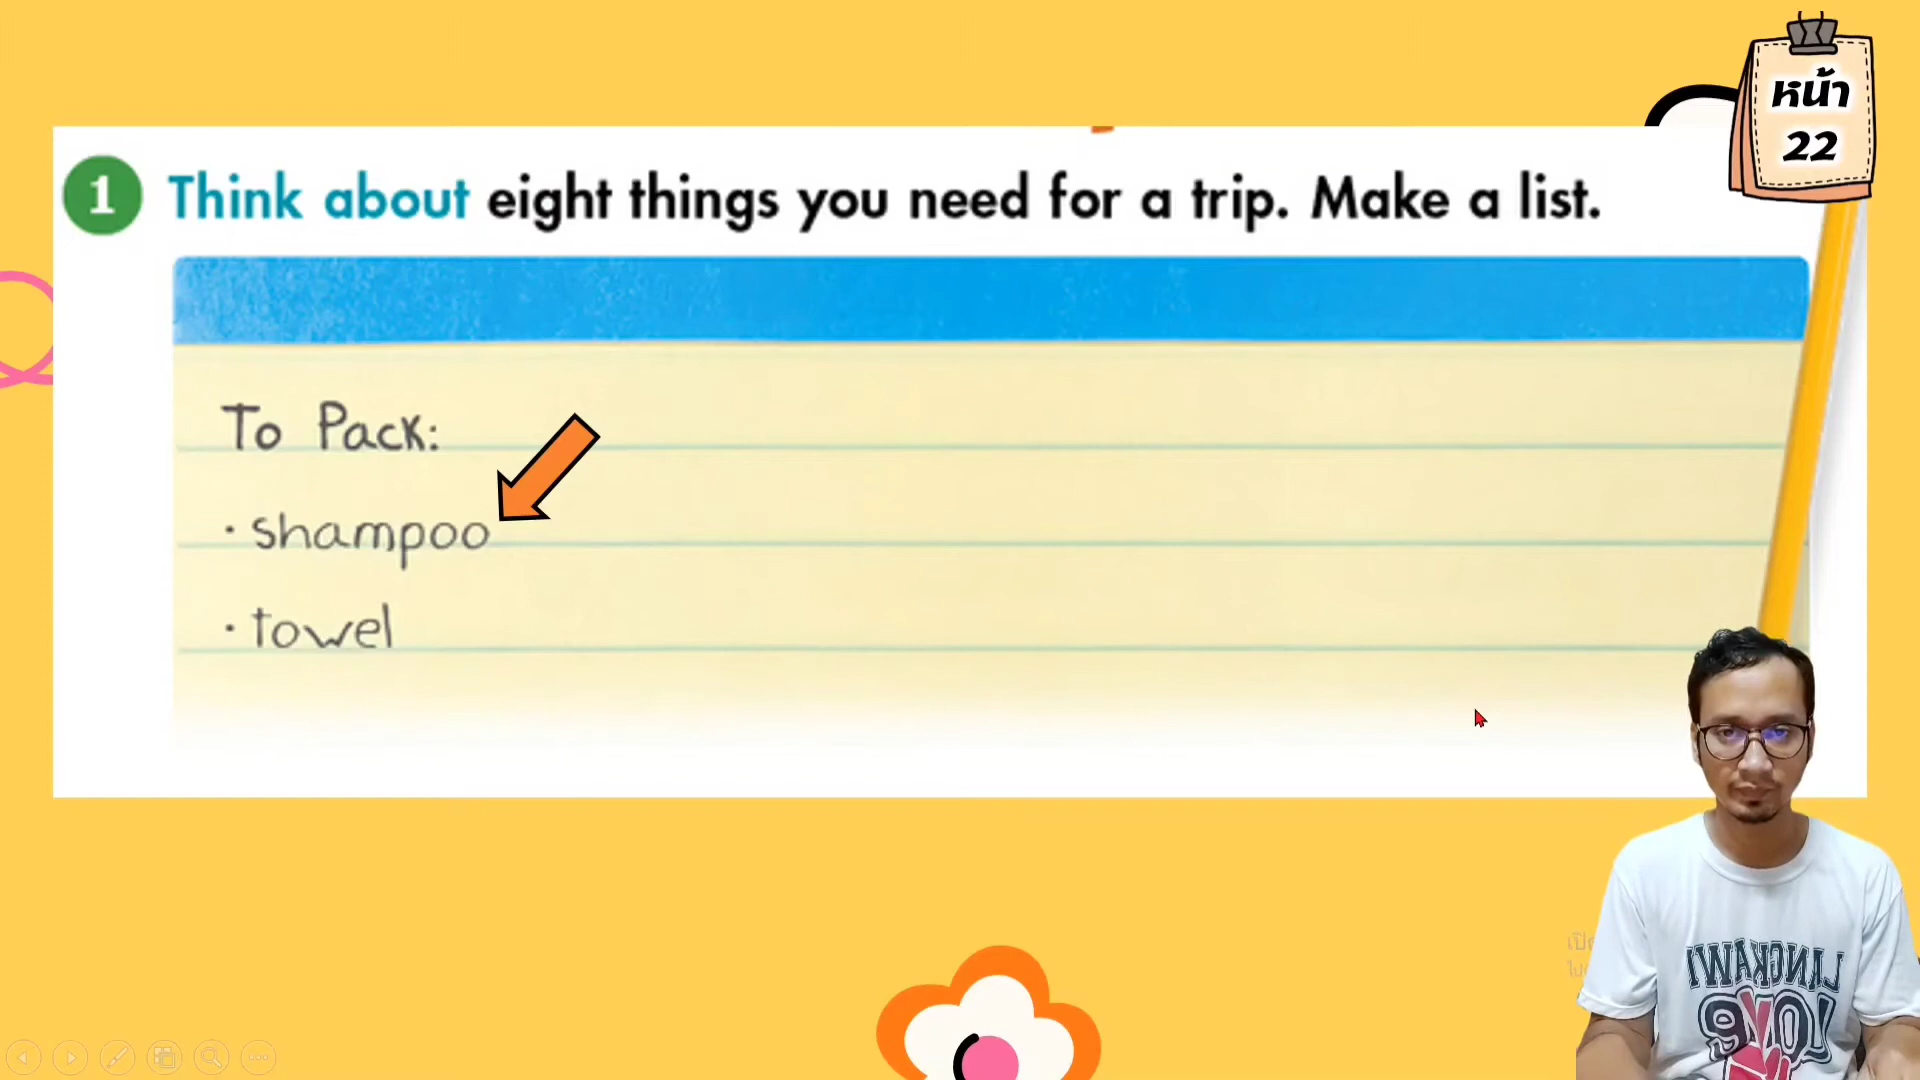 หน้า
22
1 Think about eight things you need for a trip. Make a list.
To Pack:
· shampoo
· towel
LANGKAWI
LOVE